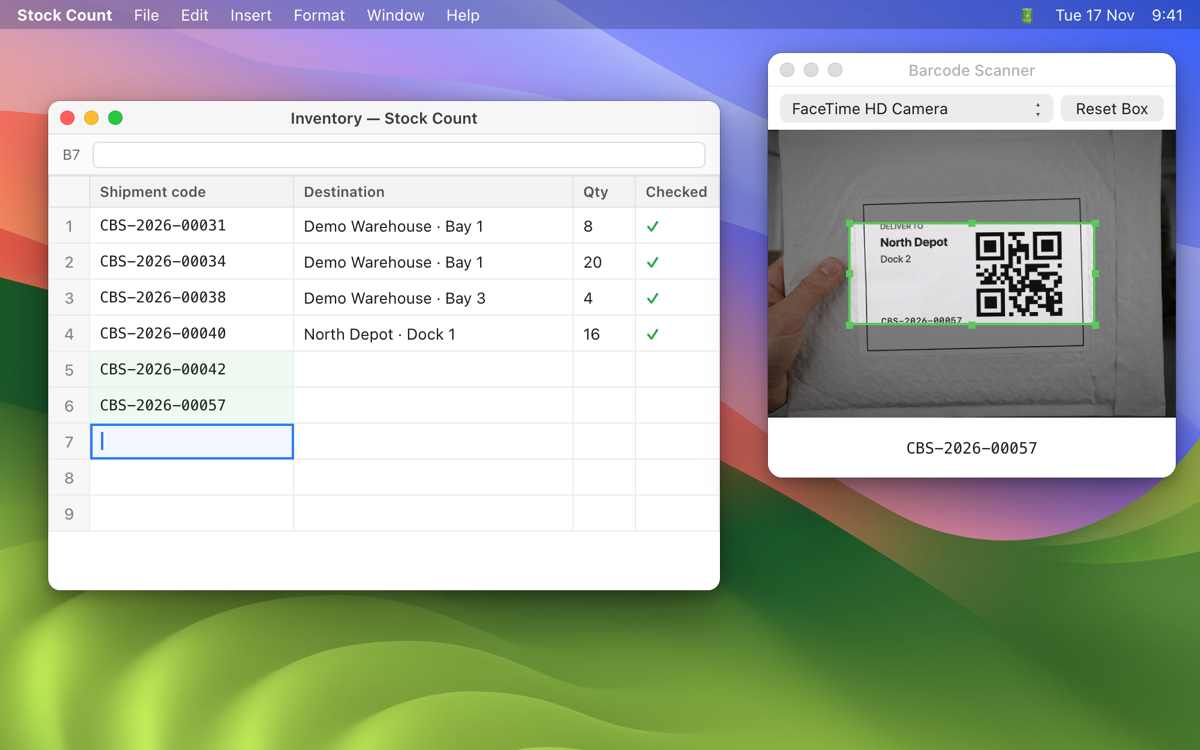 Stock Count File Edit Insert Format Window Help Tue 17 Nov 9:41
Inventory — Stock Count
B7
Shipment code Destination Qty Checked
1 CBS-2026-00031 Demo Warehouse · Bay 1 8 ✓
2 CBS-2026-00034 Demo Warehouse · Bay 1 20 ✓
3 CBS-2026-00038 Demo Warehouse · Bay 3 4 ✓
4 CBS-2026-00040 North Depot · Dock 1 16 ✓
5 CBS-2026-00042
6 CBS-2026-00057
7
8
9
Barcode Scanner
FaceTime HD Camera Reset Box
DELIVER TO
North Depot
Dock 2
CBS-2026-00057
CBS-2026-00057